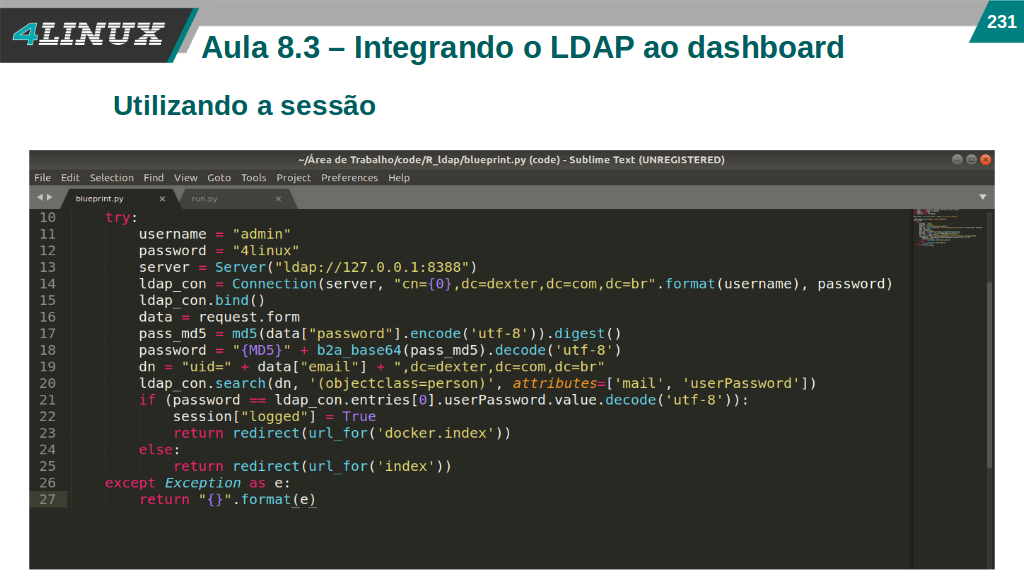 4LINUX
231
Aula 8.3 – Integrando o LDAP ao dashboard
Utilizando a sessão
~/Área de Trabalho/code/R_ldap/blueprint.py (code) - Sublime Text (UNREGISTERED)
File Edit Selection Find View Goto Tools Project Preferences Help
blueprint.py × run.py ×
10 try:
11 username = "admin"
12 password = "4linux"
13 server = Server("ldap://127.0.0.1:8388")
14 ldap_con = Connection(server, "cn={0},dc=dexter,dc=com,dc=br".format(username), password)
15 ldap_con.bind()
16 data = request.form
17 pass_md5 = md5(data["password"].encode('utf-8')).digest()
18 password = "{MD5}" + b2a_base64(pass_md5).decode('utf-8')
19 dn = "uid=" + data["email"] + ",dc=dexter,dc=com,dc=br"
20 ldap_con.search(dn, '(objectclass=person)', attributes=['mail', 'userPassword'])
21 if (password == ldap_con.entries[0].userPassword.value.decode('utf-8')):
22 session["logged"] = True
23 return redirect(url_for('docker.index'))
24 else:
25 return redirect(url_for('index'))
26 except Exception as e:
27 return "{}".format(e)